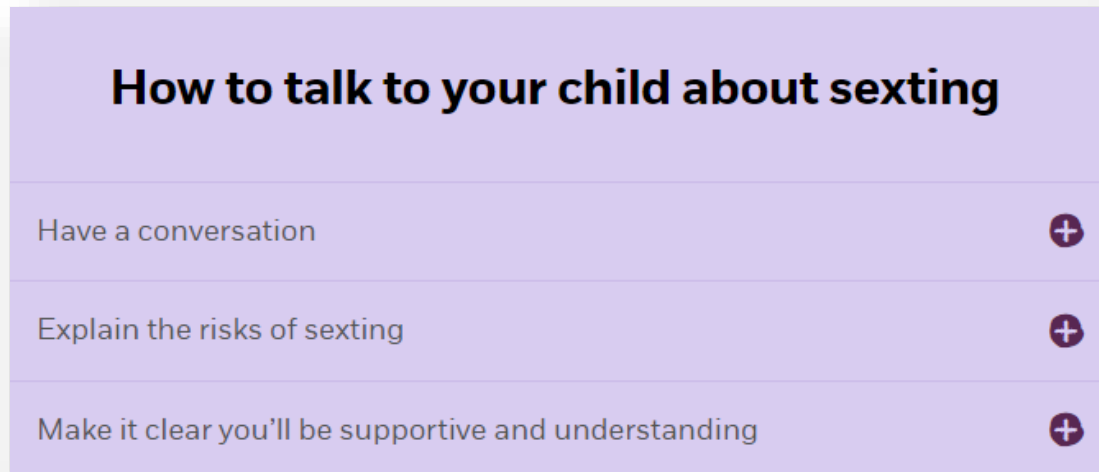 How to talk to your child about sexting
Have a conversation
Explain the risks of sexting
Make it clear you’ll be supportive and understanding